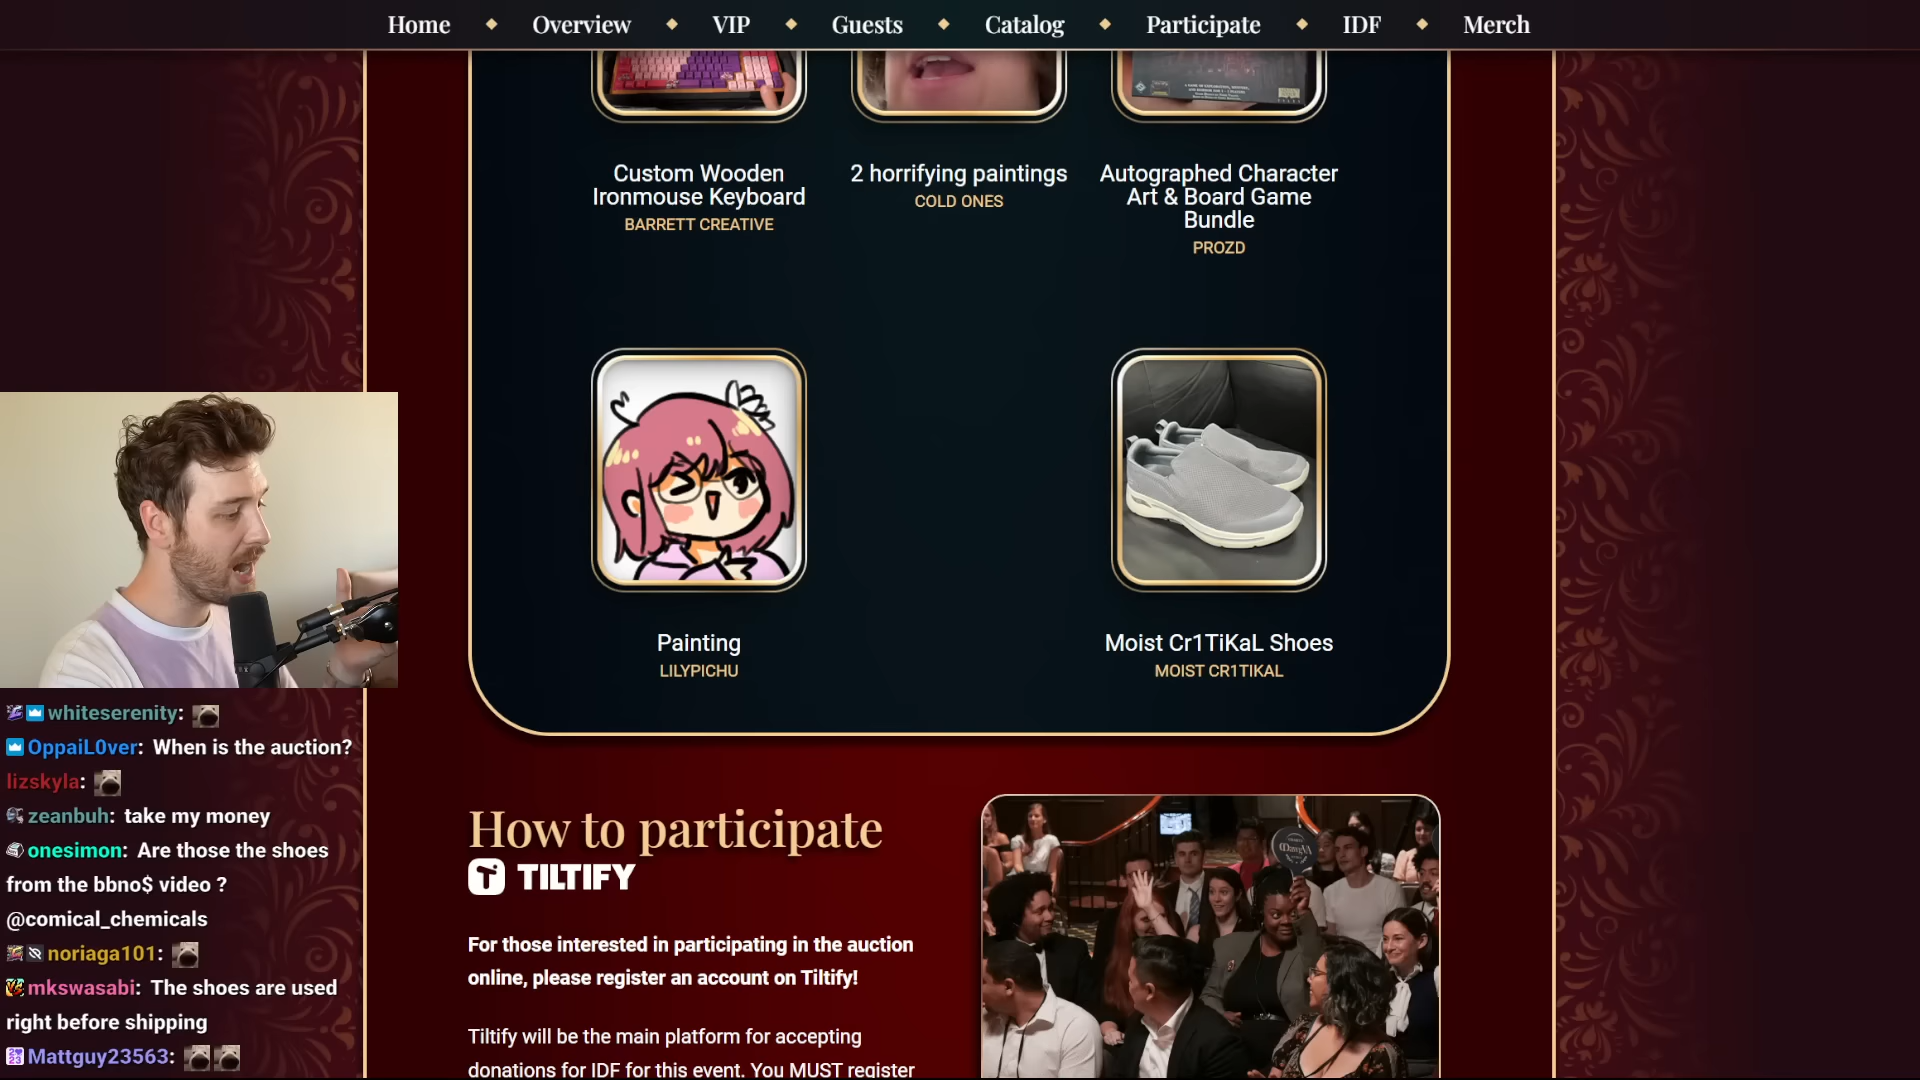 Home
Overview
VIP
Guests
Catalog
Participate
IDF
Merch
Custom Wooden
Ironmouse Keyboard
BARRETT CREATIVE
2 horrifying paintings
COLD ONES
Autographed Character
Art & Board Game
Bundle
PROZD
Painting
LILYPICHU
Moist Cr1TiKaL Shoes
MOIST CR1TIKAL
whiteserenity:
OppaiL0ver: When is the auction?
lizskyla:
zeanbuh: take my money
onesimon: Are those the shoes
from the bbno$ video ?
@comical_chemicals
noriaga101:
mkswasabi: The shoes are used
right before shipping
Mattguy23563:
How to participate
TILTIFY
For those interested in participating in the auction
online, please register an account on Tiltify!
Tiltify will be the main platform for accepting
donations for IDF for this event. You MUST register